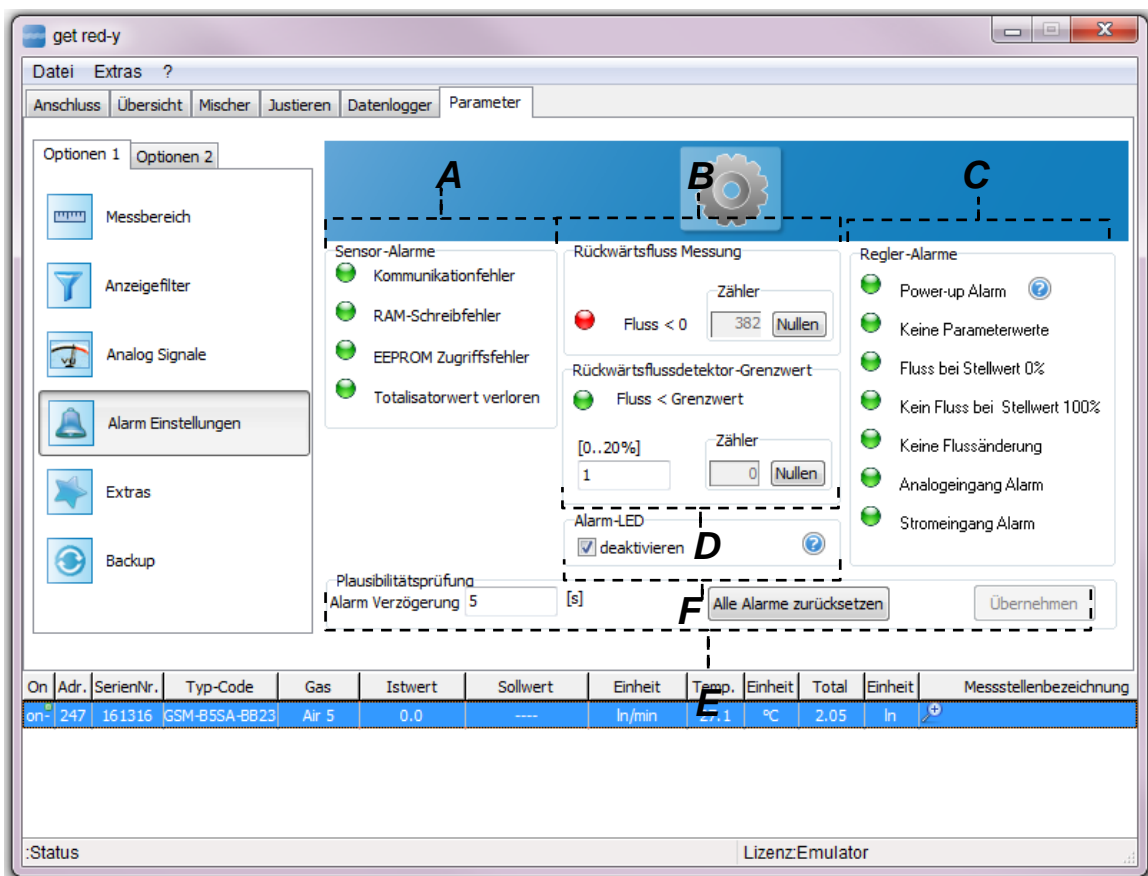 get red-y
Datei Extras ?
Anschluss Übersicht Mischer Justieren Datenlogger Parameter
Optionen 1 Optionen 2
Messbereich
Anzeigefilter
Analog Signale
Alarm Einstellungen
Extras
Backup
A
B
C
Sensor-Alarme
Kommunikationfehler
RAM-Schreibfehler
EEPROM Zugriffsfehler
Totalisatorwert verloren
Rückwärtsfluss Messung
Zähler
Fluss < 0 382 Nullen
Rückwärtsflussdetektor-Grenzwert
Fluss < Grenzwert
[0..20%] Zähler
1 0 Nullen
D
Alarm-LED
deaktivieren ?
Regler-Alarme
Power-up Alarm ?
Keine Parameterwerte
Fluss bei Stellwert 0%
Kein Fluss bei Stellwert 100%
Keine Flussänderung
Analogeingang Alarm
Stromeingang Alarm
Plausibilitätsprüfung
Alarm Verzögerung 5 [s] F Alle Alarme zurücksetzen Übernehmen
E
On Adr. SerienNr. Typ-Code Gas Istwert Sollwert Einheit Temp. Einheit Total Einheit Messstellenbezeichnung
on- 247 161316 GSM-B5SA-BB23 Air 5 0.0 ---- ln/min 27.1 °C 2.05 ln
:Status Lizenz:Emulator